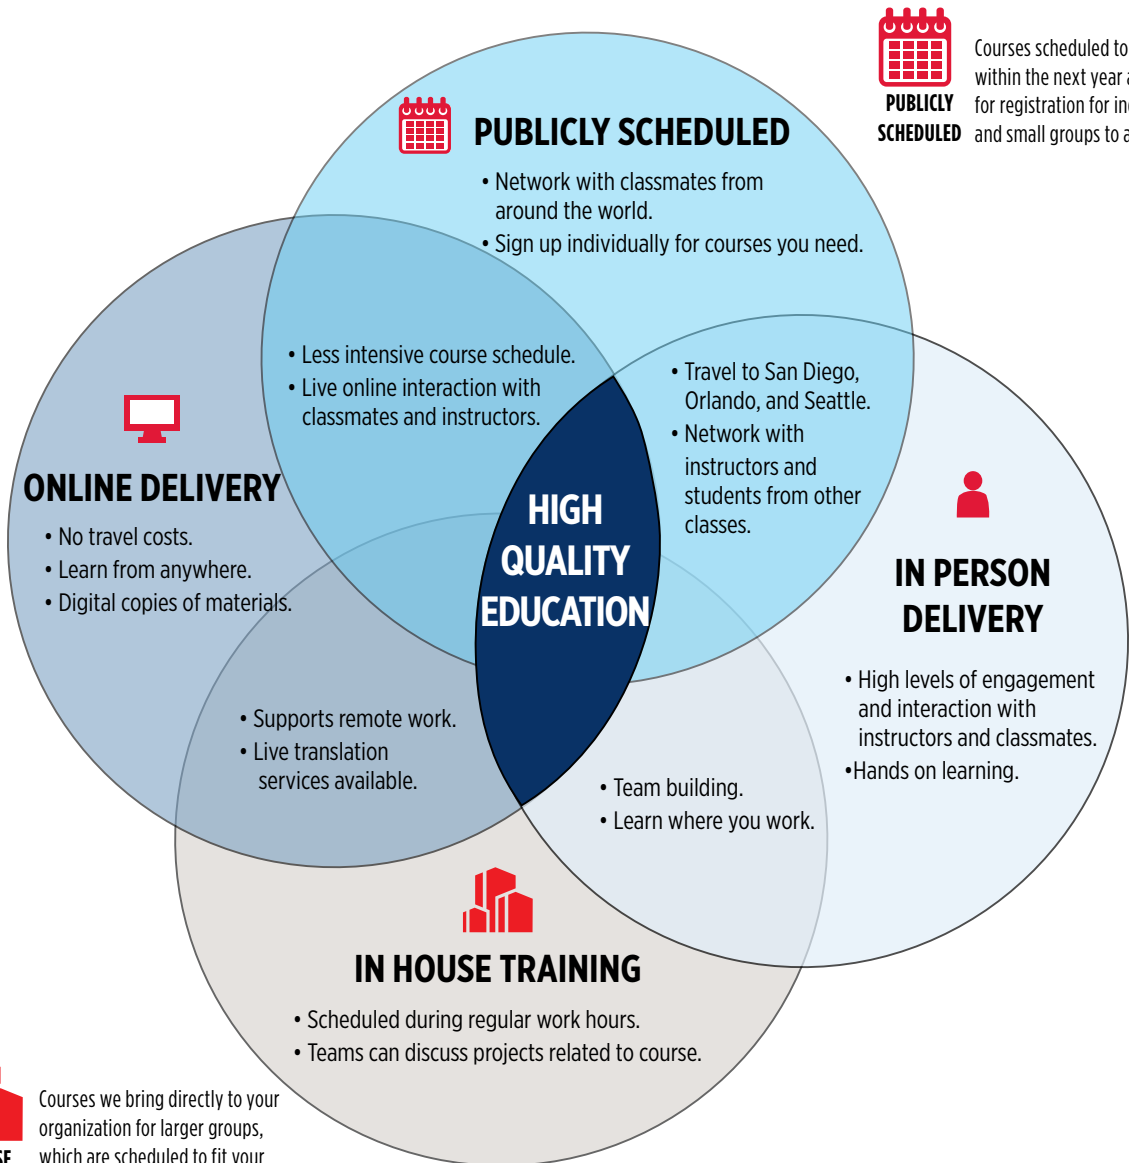 Courses scheduled to
within the next year
for registration for
and small groups to
PUBLICLY
SCHEDULED
PUBLICLY SCHEDULED
• Network with classmates from
around the world.
• Sign up individually for courses you need.
• Less intensive course schedule.
• Live online interaction with
classmates and instructors.
• Travel to San Diego,
Orlando, and Seattle.
• Network with
instructors and
students from other
classes.
ONLINE DELIVERY
• No travel costs.
• Learn from anywhere.
• Digital copies of materials.
HIGH
QUALITY
EDUCATION
IN PERSON
DELIVERY
• High levels of engagement
and interaction with
instructors and classmates.
•Hands on learning.
• Supports remote work.
• Live translation
services available.
• Team building.
• Learn where you work.
IN HOUSE TRAINING
• Scheduled during regular work hours.
• Teams can discuss projects related to course.
Courses we bring directly to your
organization for larger groups,
which are scheduled to fit your